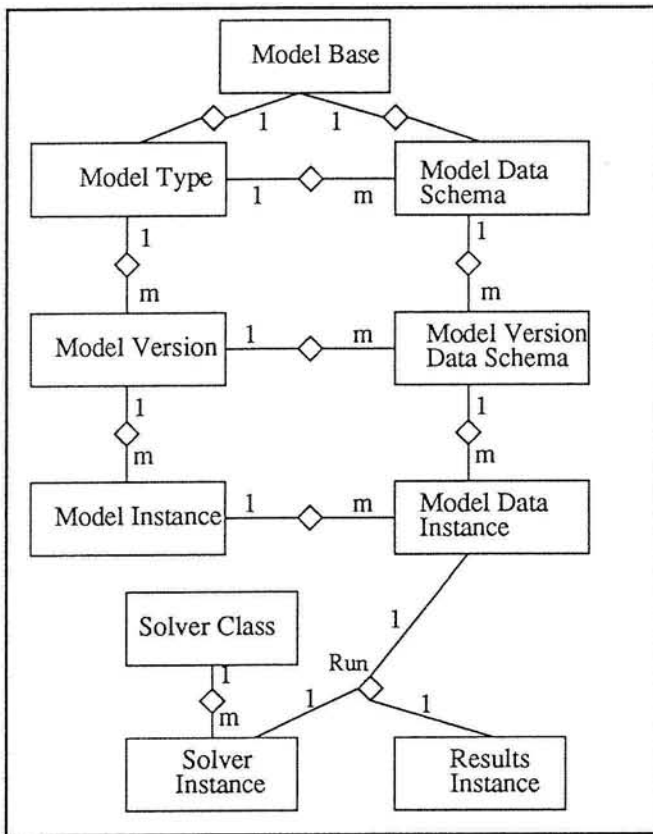 Model Base
1 1
Model Type
Model Data
Schema
1 m
1 1
m m
Model Version
Model Version
Data Schema
1 m
1 1
m m
Model Instance
Model Data
Instance
1 m
Solver Class
1
Run
1
m
1 1
Solver
Instance
Results
Instance